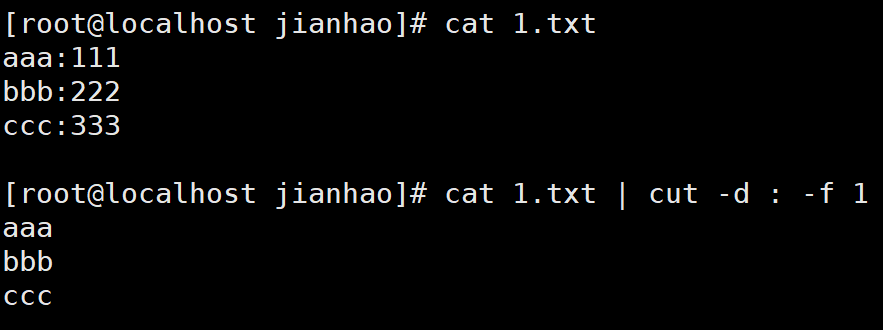 [root@localhost jianhao]# cat 1.txt
aaa:111
bbb:222
ccc:333
[root@localhost jianhao]# cat 1.txt | cut -d : -f 1
aaa
bbb
ccc